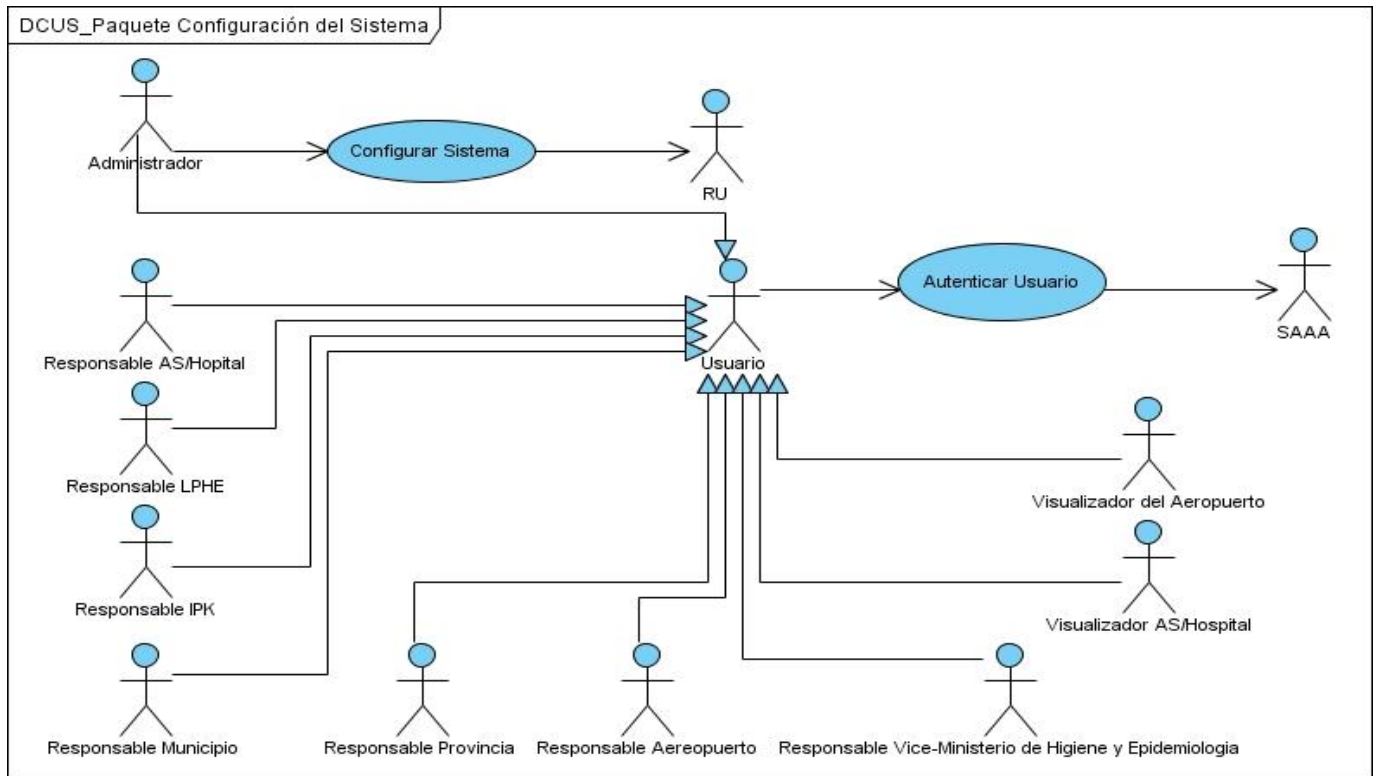 DCUS_Paquete Configuración del Sistema
Administrador
Configurar Sistema
RU
Responsable AS/Hopital
Usuario
Autenticar Usuario
SAAA
Responsable LPHE
Visualizador del Aeropuerto
Responsable IPK
Visualizador AS/Hospital
Responsable Municipio
Responsable Provincia
Responsable Aereopuerto
Responsable Vice-Ministerio de Higiene y Epidemiologia